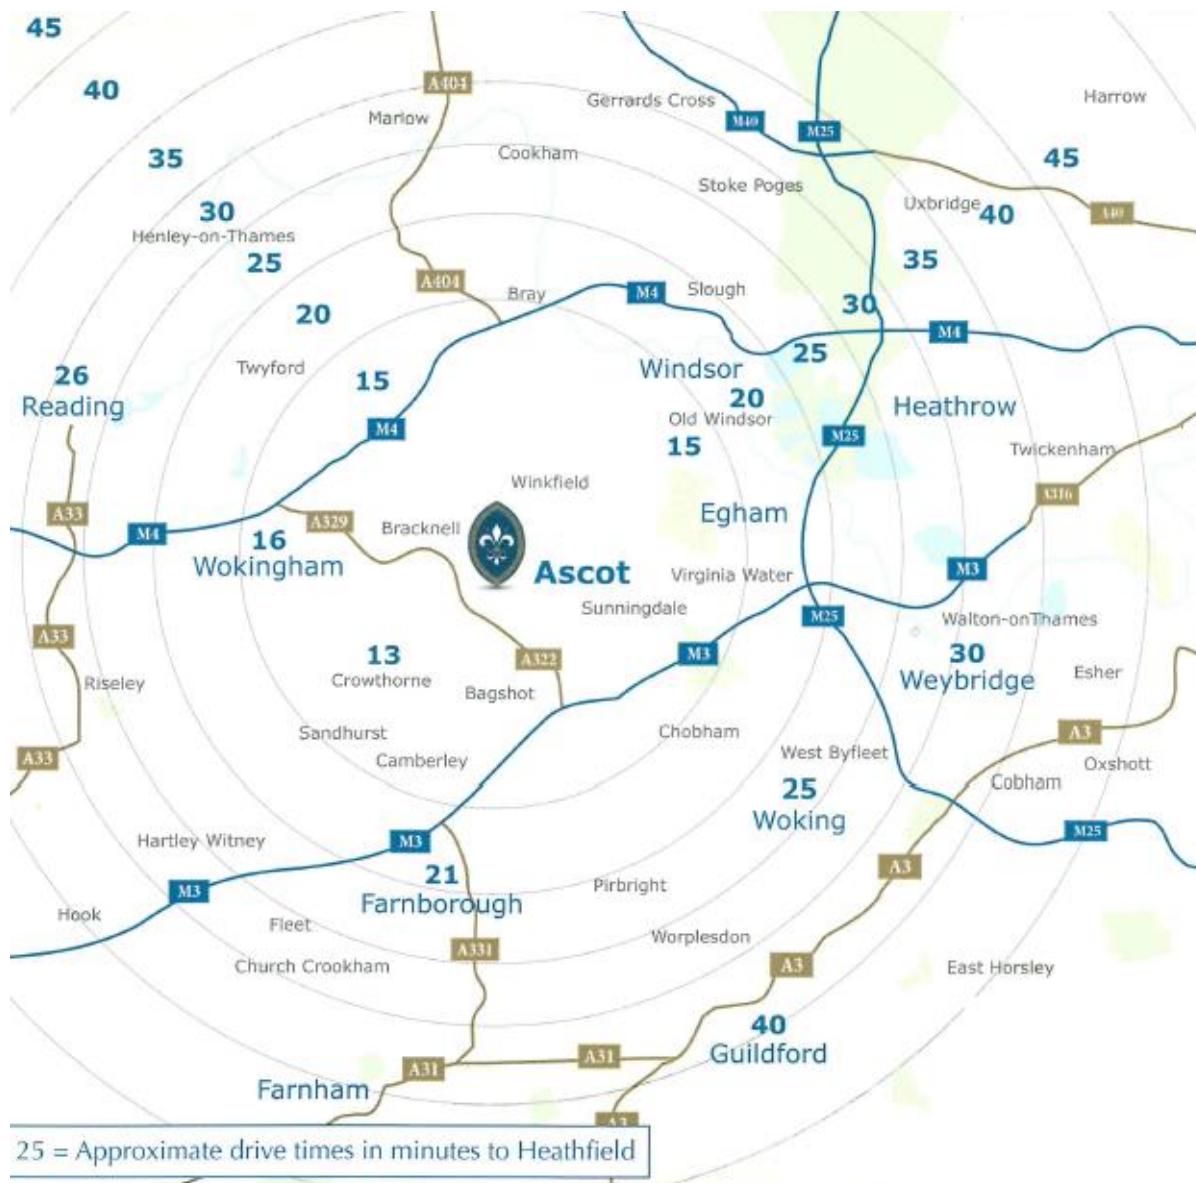 45
40
35
30
Henley-on-Thames
25
20
15
A404
Marlow
Cookham
Gerrards Cross
M40
M25
Harrow
45
Stoke Poges
Uxbridge
40
A40
35
A404
Bray
M4
Slough
30
M4
25
Twyford
26
Reading
Windsor
20
Old Windsor
15
Heathrow
M4
M25
Twickenham
A316
Winkfield
A33
A329
Bracknell
Egham
M4
16
Wokingham
Ascot
Virginia Water
M3
Sunningdale
M25
Walton-onThames
A33
13
Crowthorne
A322
M3
30
Weybridge
Esher
Riseley
Bagshot
Sandhurst
Camberley
Chobham
West Byfleet
A3
A33
Oxshott
Cobham
25
Woking
M25
Hartley Witney
M3
21
Farnborough
A3
M3
Pirbright
Hook
Fleet
A331
Worplesdon
Church Crookham
A3
East Horsley
40
Guildford
A31
A31
Farnham
A3
25 = Approximate drive times in minutes to Heathfield